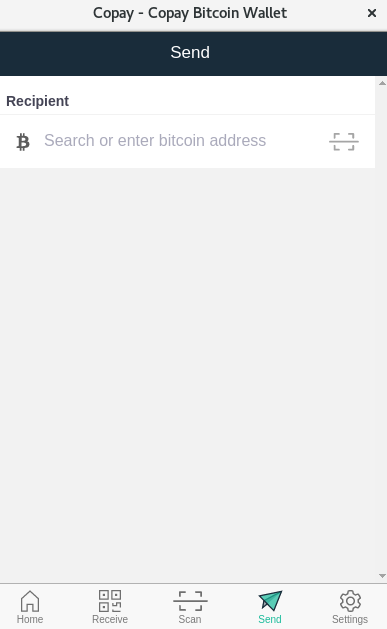 Copay - Copay Bitcoin Wallet
Send
Recipient
Search or enter bitcoin address
Home
Receive
Scan
Send
Settings